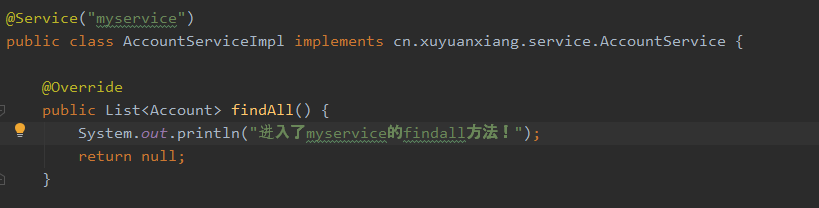 @Service("myservice")
public class AccountServiceImpl implements cn.xuyuanxiang.service.AccountService {
@Override
public List<Account> findAll() {
System.out.println("进入了myservice的findall方法！");
return null;
}